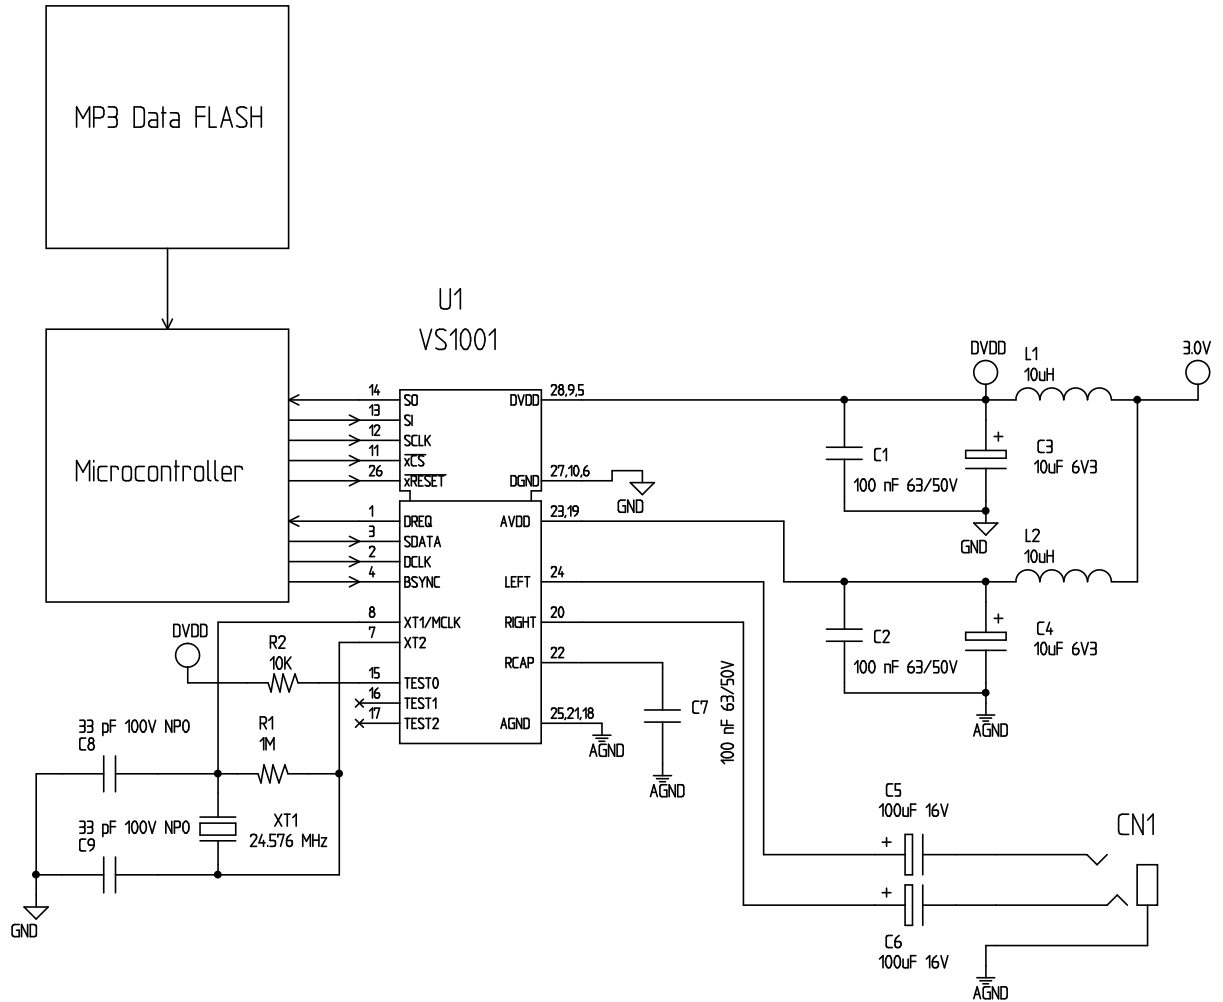 MP3 Data FLASH
Microcontroller
U1
VS1001
14
SO
13
SI
12
SCLK
11
xCS
26
xRESET
1
DREQ
3
SDATA
2
DCLK
4
BSYNC
8
XT1/MCLK
7
XT2
15
TEST0
16
TEST1
17
TEST2
DVDD
28,9,5
DGND
27,10,6
GND
AVDD
23,19
LEFT
24
RIGHT
20
RCAP
22
AGND
25,21,18
AGND
C7
100 nF 63/50V
AGND
DVDD
L1
10uH
3.0V
C1
100 nF 63/50V
C3
10uF 6V3
+
GND
L2
10uH
C2
100 nF 63/50V
C4
10uF 6V3
+
AGND
DVDD
R2
10K
R1
1M
33 pF 100V NPO
C8
33 pF 100V NPO
C9
XT1
24.576 MHz
GND
C5
100uF 16V
+
+
C6
100uF 16V
CN1
AGND